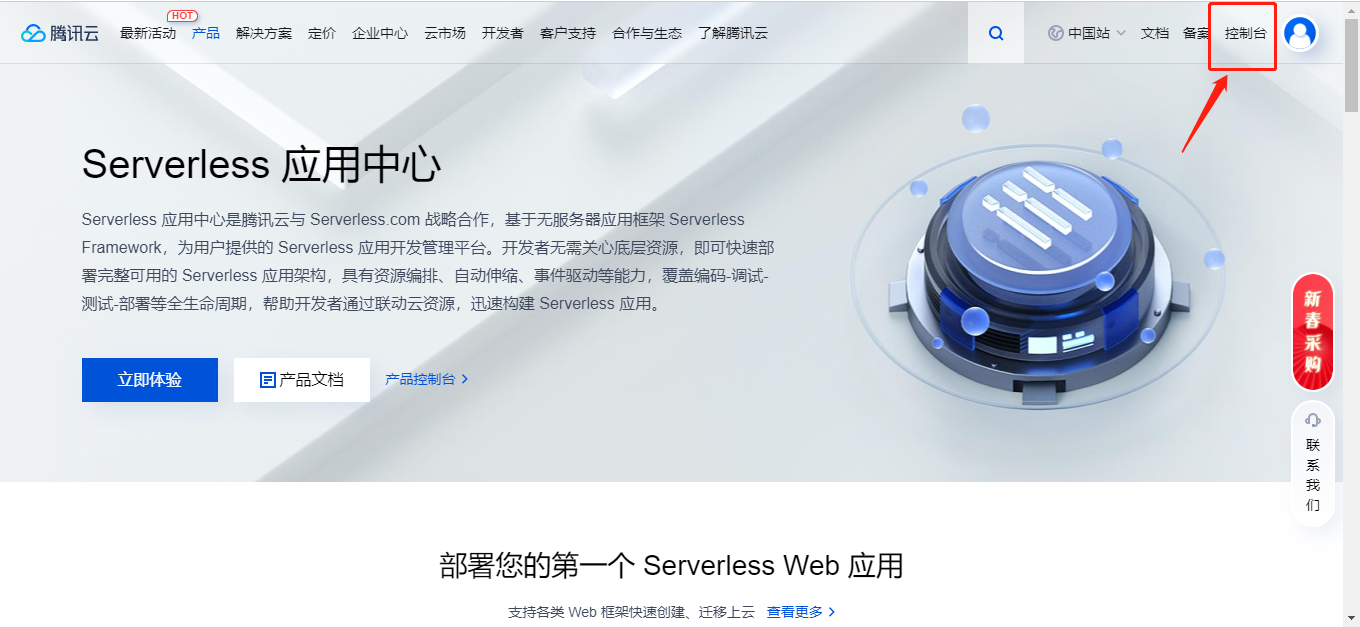 腾讯云 最新活动 HOT 产品 解决方案 定价 企业中心 云市场 开发者 客户支持 合作与生态 了解腾讯云 中国站 文档 备案 控制台
Serverless 应用中心
Serverless 应用中心是腾讯云与 Serverless.com 战略合作，基于无服务器应用框架 Serverless
Framework，为用户提供的 Serverless 应用开发管理平台。开发者无需关心底层资源，即可快速部
署完整可用的 Serverless 应用架构，具有资源编排、自动伸缩、事件驱动等能力，覆盖编码-调试-
测试-部署等全生命周期，帮助开发者通过联动云资源，迅速构建 Serverless 应用。
立即体验 产品文档 产品控制台
新春采购
联系我们
部署您的第一个 Serverless Web 应用
支持各类 Web 框架快速创建、迁移上云 查看更多